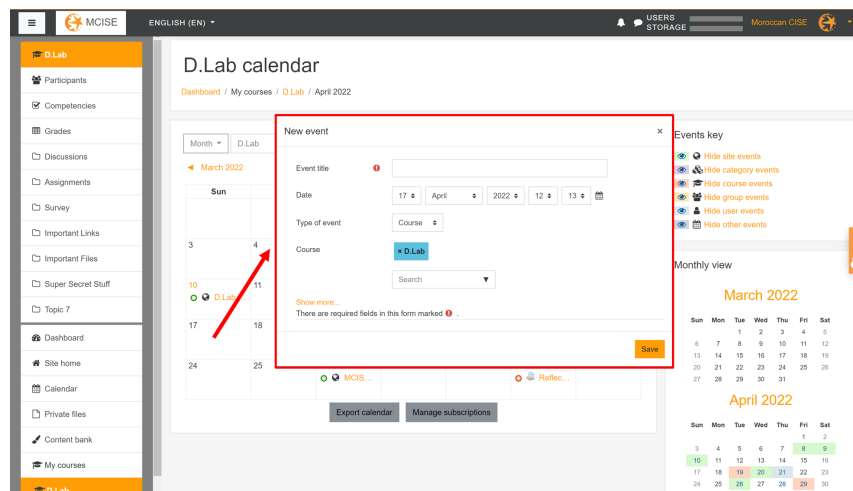 MCISE ENGLISH (EN) USERS STORAGE Moroccan CISE
D.Lab
Participants
Competencies
Grades
Discussions
Assignments
Survey
Important Links
Important Files
Super Secret Stuff
Topic 7
Dashboard
Site home
Calendar
Private files
Content bank
My courses
D.Lab
D.Lab calendar
Dashboard / My courses / D.Lab / April 2022
Month D.Lab
◄ March 2022
Sun
3 4
10 11
D.Lab
17 18
24 25
MCIS... Reflec...
Export calendar Manage subscriptions
New event ×
Event title
Date 17 April 2022 12 13
Type of event Course
Course × D.Lab
Search ▼
Show more...
There are required fields in this form marked .
Save
Events key
Hide site events
Hide category events
Hide course events
Hide group events
Hide user events
Hide other events
Monthly view
March 2022
Sun Mon Tue Wed Thu Fri Sat
1 2 3 4 5
6 7 8 9 10 11 12
13 14 15 16 17 18 19
20 21 22 23 24 25 26
27 28 29 30 31
April 2022
Sun Mon Tue Wed Thu Fri Sat
1 2
3 4 5 6 7 8 9
10 11 12 13 14 15 16
17 18 19 20 21 22 23
24 25 26 27 28 29 30